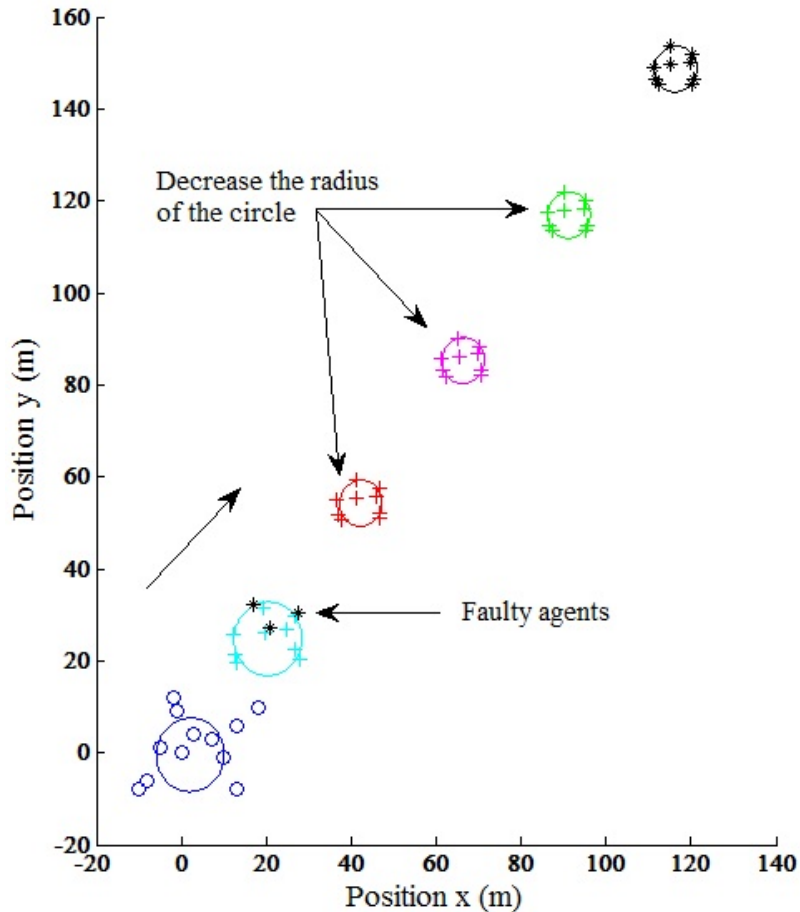 160
140
120
100
80
60
40
20
0
-20
Position y (m)
Decrease the radius
of the circle
Faulty agents
-20 0 20 40 60 80 100 120 140
Position x (m)